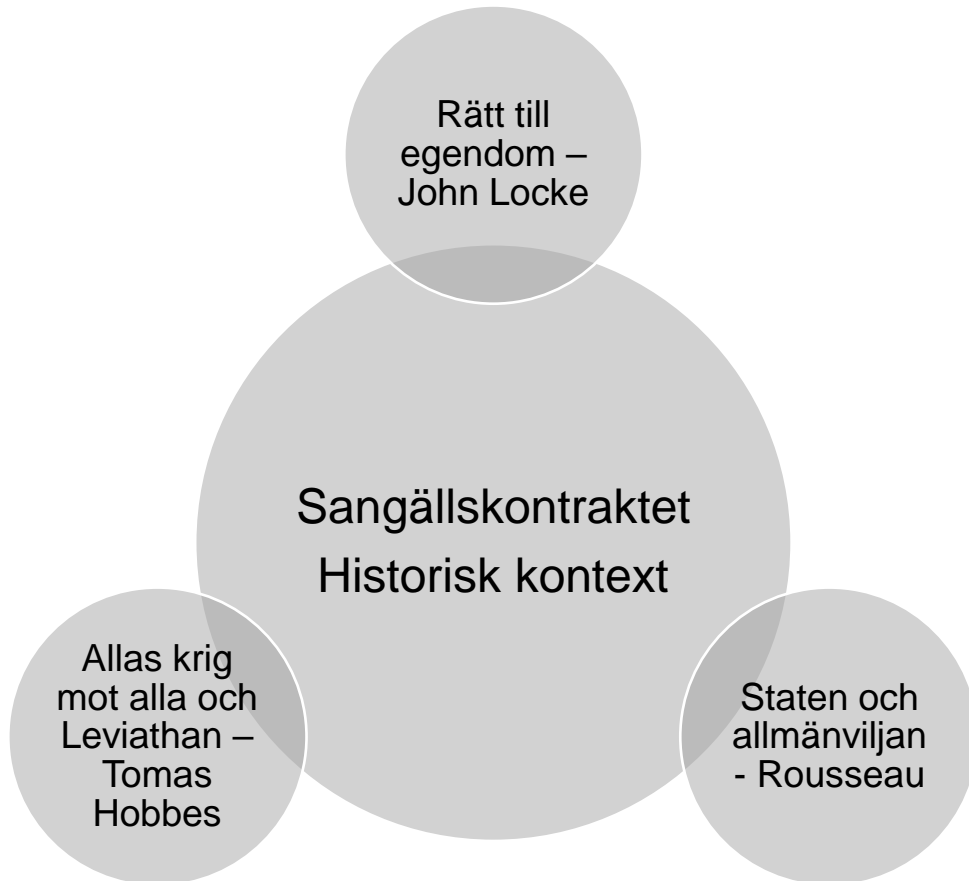 Rätt till
egendom –
John Locke
Sangällskontraktet
Historisk kontext
Allas krig
mot alla och
Leviathan –
Tomas
Hobbes
Staten och
allmänviljan
- Rousseau